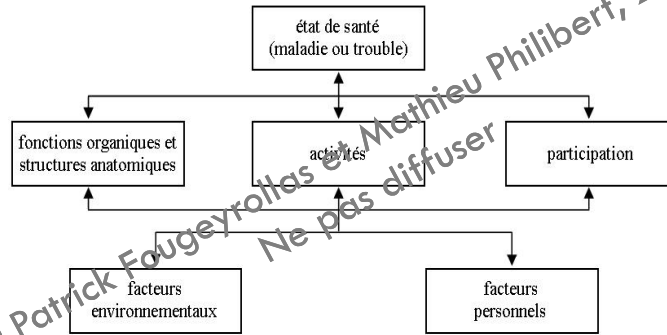 état de santé
(maladie ou trouble)
fonctions organiques et
structures anatomiques
activités
participation
facteurs
environnementaux
facteurs
personnels
Patrick Fougeyrollas et Mathieu Philibert,
Ne pas diffuser